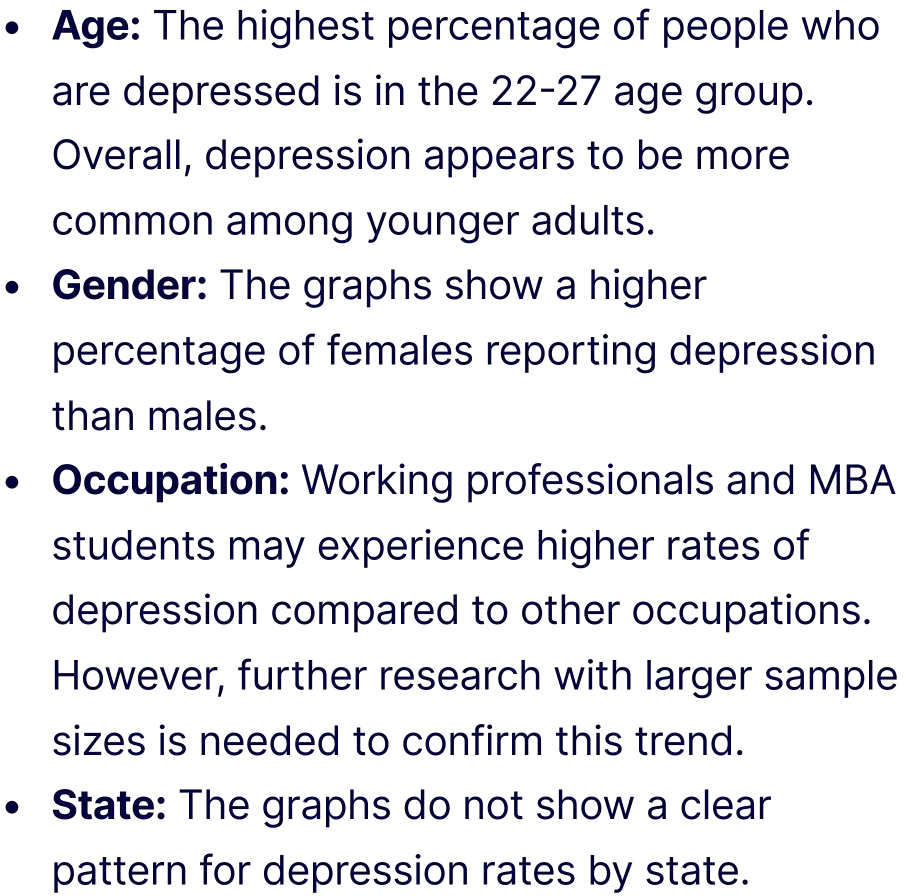 • Age: The highest percentage of people who
are depressed is in the 22-27 age group.
Overall, depression appears to be more
common among younger adults.
• Gender: The graphs show a higher
percentage of females reporting depression
than males.
• Occupation: Working professionals and MBA
students may experience higher rates of
depression compared to other occupations.
However, further research with larger sample
sizes is needed to confirm this trend.
• State: The graphs do not show a clear
pattern for depression rates by state.